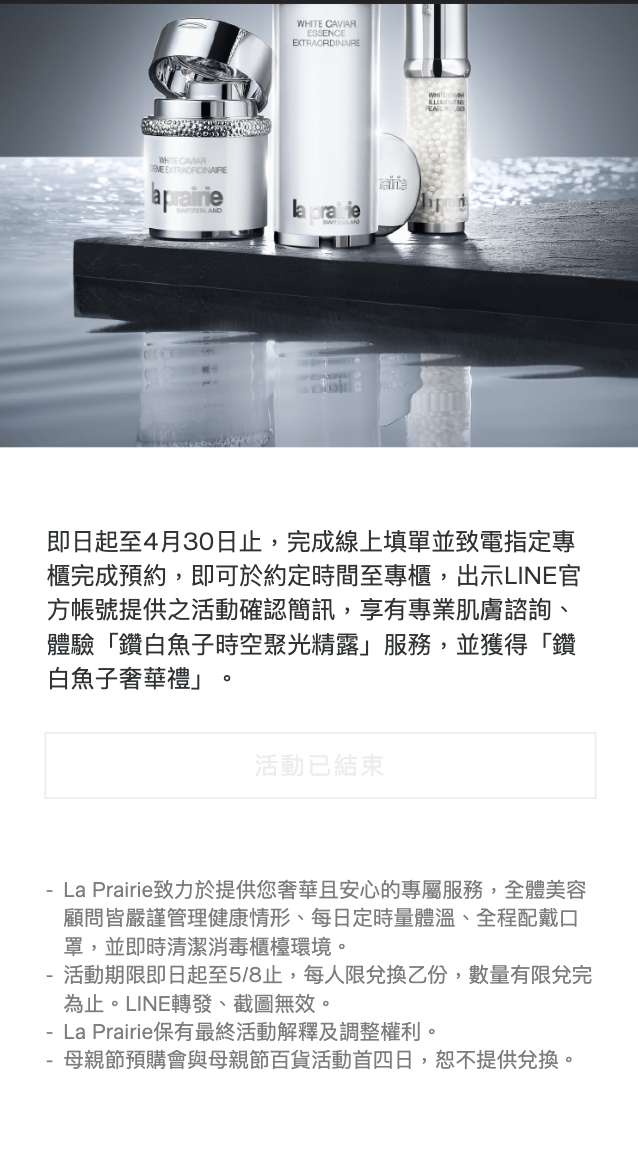 WHITE CAVIAR
ESSENCE
EXTRAORDINAIRE
WHITE CAVIAR
CRÈME EXTRAORDINAIRE
la prairie
SWITZERLAND
la prairie
SWITZERLAND
la prairie
即日起至4月30日止，完成線上填單並致電指定專
櫃完成預約，即可於約定時間至專櫃，出示LINE官
方帳號提供之活動確認簡訊，享有專業肌膚諮詢、
體驗「鑽白魚子時空聚光精露」服務，並獲得「鑽
白魚子奢華禮」。
活動已結束
- La Prairie致力於提供您奢華且安心的專屬服務，全體美容
顧問皆嚴謹管理健康情形、每日定時量體溫、全程配戴口
罩，並即時清潔消毒櫃檯環境。
- 活動期限即日起至5/8止，每人限兌換乙份，數量有限兌完
為止。LINE轉發、截圖無效。
- La Prairie保有最終活動解釋及調整權利。
- 母親節預購會與母親節百貨活動首四日，恕不提供兌換。